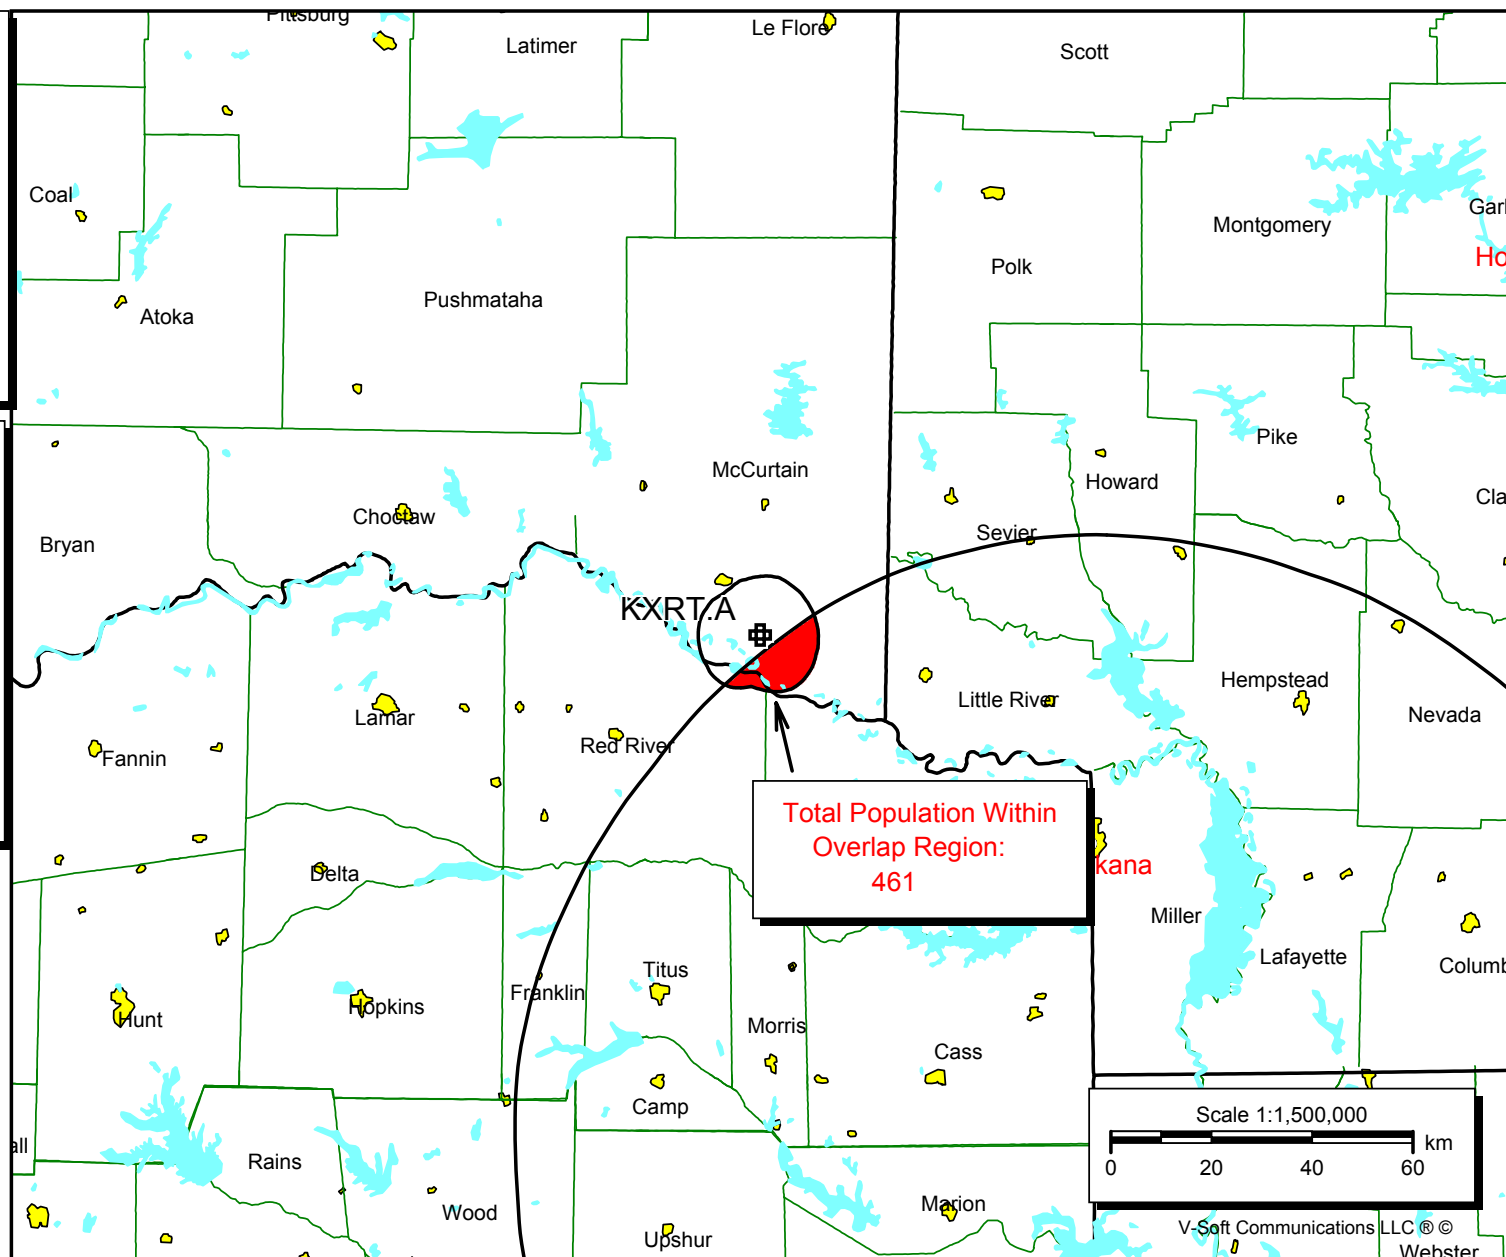 Pittsburg
Latimer
Le Flore
Scott
Coal
Montgomery
Polk
Pushmataha
Atoka
Pike
McCurtain
Howard
Choctaw
Sevier
Bryan
KXRT.A
Hempstead
Little River
Nevada
Lamar
Red River
Fannin
Total Population Within
Overlap Region:
461
kana
Delta
Miller
Lafayette
Titus
Franklin
Hopkins
Hunt
Morris
Cass
Camp
Scale 1:1,500,000
km
0 20 40 60
all
Rains
Marion
Wood
Upshur
V-Soft Communications LLC ® ©
Webster